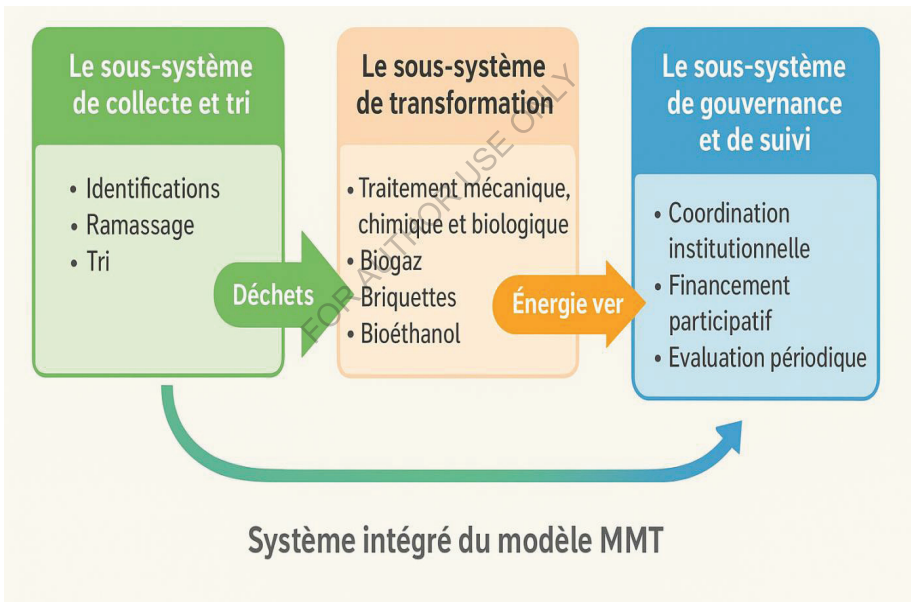 Le sous-système
de collecte et tri
• Identifications
• Ramassage
• Tri
Déchets
Le sous-système
de transformation
• Traitement mécanique,
chimique et biologique
• Biogaz
• Briquettes
• Bioéthanol
Énergie ver
Le sous-système
de gouvernance
et de suivi
• Coordination
institutionnelle
• Financement
participatif
• Evaluation périodique
Système intégré du modèle MMT
FOR AUTHOR USE ONLY